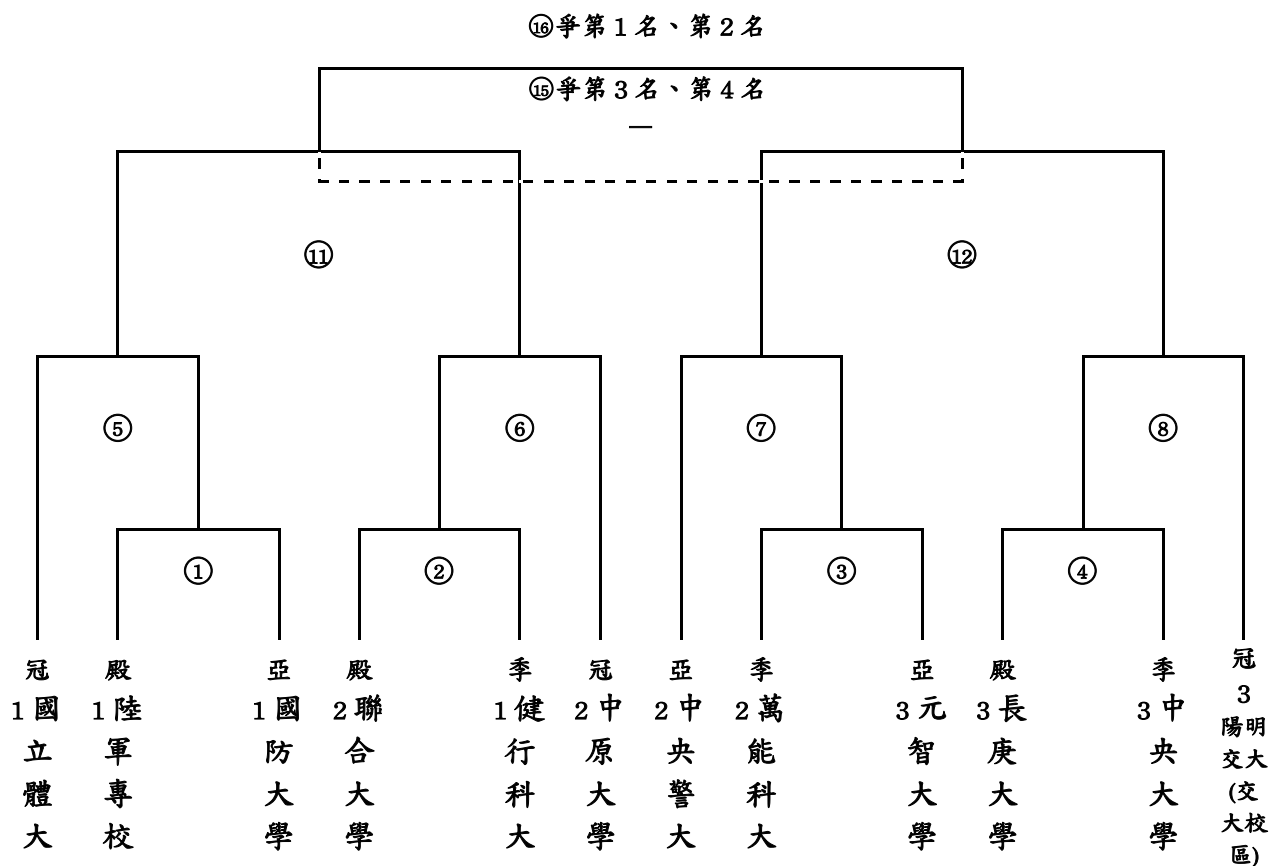 ⑯爭第1名、第2名
⑮爭第3名、第4名
⑪
⑫
⑤
⑥
⑦
⑧
①
②
③
④
冠1國立體大
殿1陸軍專校
亞1國防大學
殿2聯合大學
季1健行科大
冠2中原大學
亞2中央警大
季2萬能科大
亞3元智大學
殿3長庚大學
季3中央大學
冠3陽明交大(交大校區)